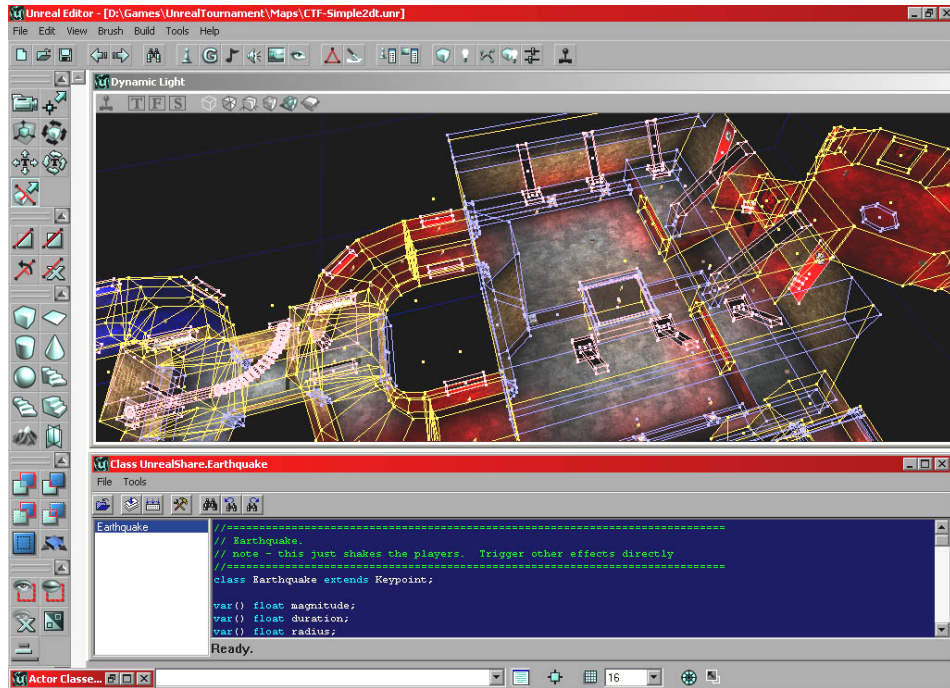 Unreal Editor - [D:\Games\UnrealTournament\Maps\CTF-Simple2dt.unr]
File Edit View Brush Build Tools Help
Dynamic Light
T F S
Class UnrealShare.Earthquake
File Tools
Earthquake
//=============================================================================
// Earthquake.
// note - this just shakes the players.  Trigger other effects directly
//=============================================================================
class Earthquake extends Keypoint;
var() float magnitude;
var() float duration;
var() float radius;
Ready.
Actor Classe...
16